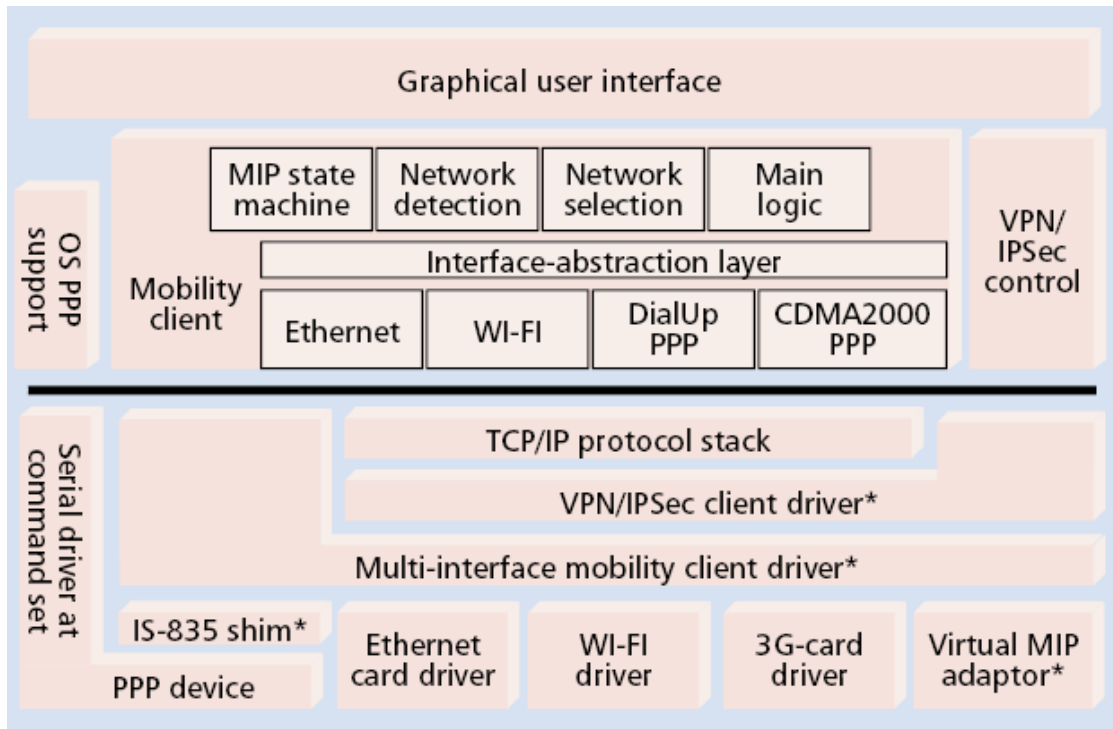 Graphical user interface
MIP state
machine
Network
detection
Network
selection
Main
logic
OS PPP
support
Mobility
client
Interface-abstraction layer
Ethernet
WI-FI
DialUp
PPP
CDMA2000
PPP
VPN/
IPSec
control
Serial driver at
command set
TCP/IP protocol stack
VPN/IPSec client driver*
Multi-interface mobility client driver*
IS-835 shim*
PPP device
Ethernet
card driver
WI-FI
driver
3G-card
driver
Virtual MIP
adaptor*